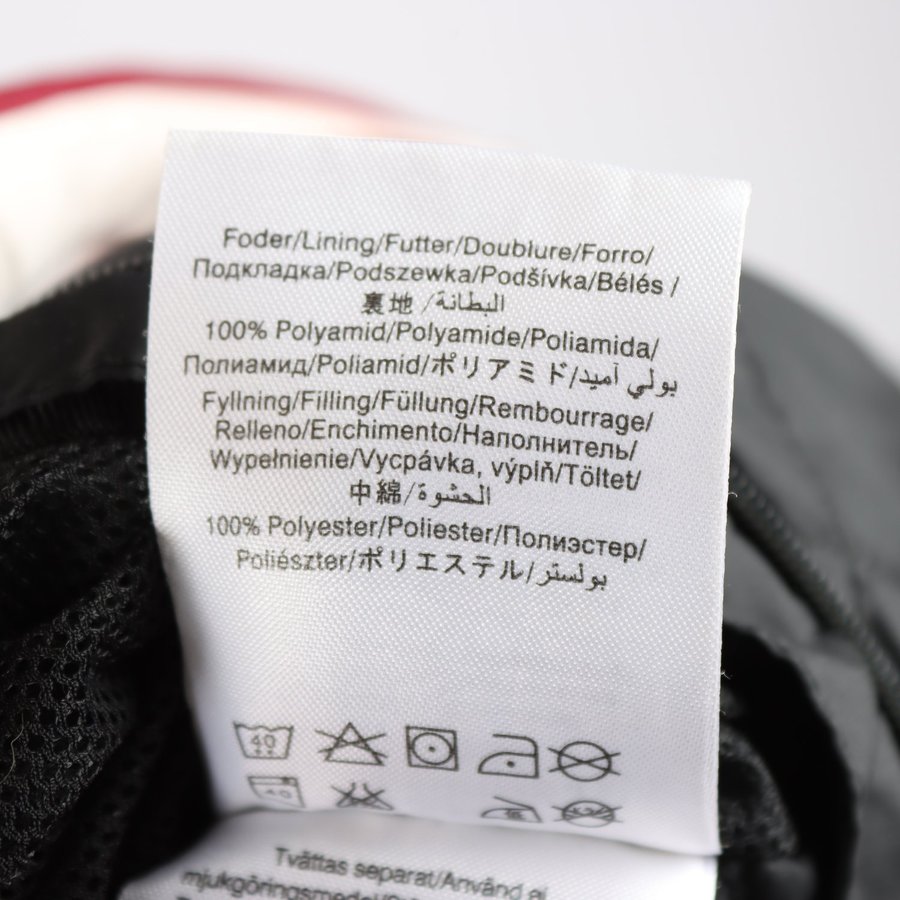 Foder/Lining/Futter/Doublure/Forro/
Подкладка/Podszewka/Podšívka/Bélés /
裏地 /البطانة
100% Polyamid/Polyamide/Poliamida/
Полиамид/Poliamid/ポリアミド/بولي أميد
Fyllning/Filling/Füllung/Rembourrage/
Relleno/Enchimento/Наполнитель/
Wypełnienie/Vycpávka, výplň/Töltet/
中綿/الحشوة
100% Polyester/Poliester/Полиэстер/
Poliészter/ポリエステル/بولستر
40
40
Tvättas separat/Använd ej